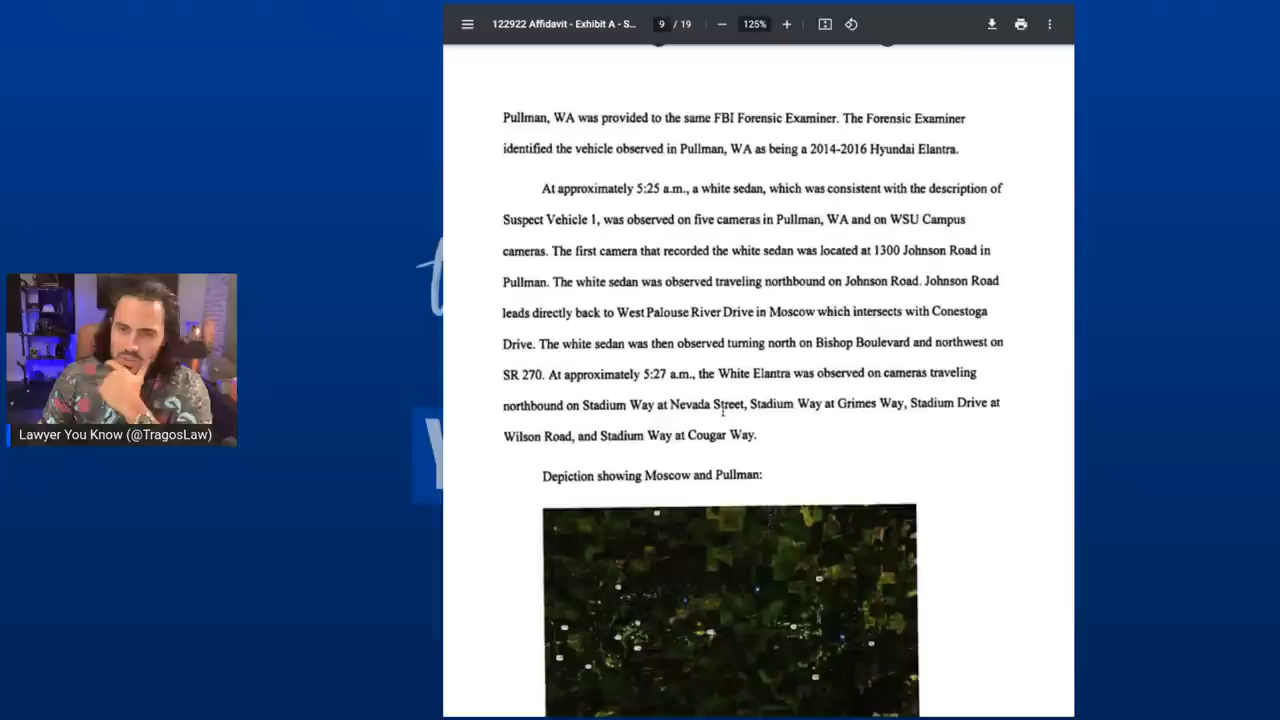 122922 Affidavit - Exhibit A - S...
9 / 19
125%
Pullman, WA was provided to the same FBI Forensic Examiner. The Forensic Examiner
identified the vehicle observed in Pullman, WA as being a 2014-2016 Hyundai Elantra.
At approximately 5:25 a.m., a white sedan, which was consistent with the description of
Suspect Vehicle 1, was observed on five cameras in Pullman, WA and on WSU Campus
cameras. The first camera that recorded the white sedan was located at 1300 Johnson Road in
Pullman. The white sedan was observed traveling northbound on Johnson Road. Johnson Road
leads directly back to West Palouse River Drive in Moscow which intersects with Conestoga
Drive. The white sedan was then observed turning north on Bishop Boulevard and northwest on
SR 270. At approximately 5:27 a.m., the White Elantra was observed on cameras traveling
northbound on Stadium Way at Nevada Street, Stadium Way at Grimes Way, Stadium Drive at
Wilson Road, and Stadium Way at Cougar Way.
Depiction showing Moscow and Pullman:
Lawyer You Know (@TragosLaw)